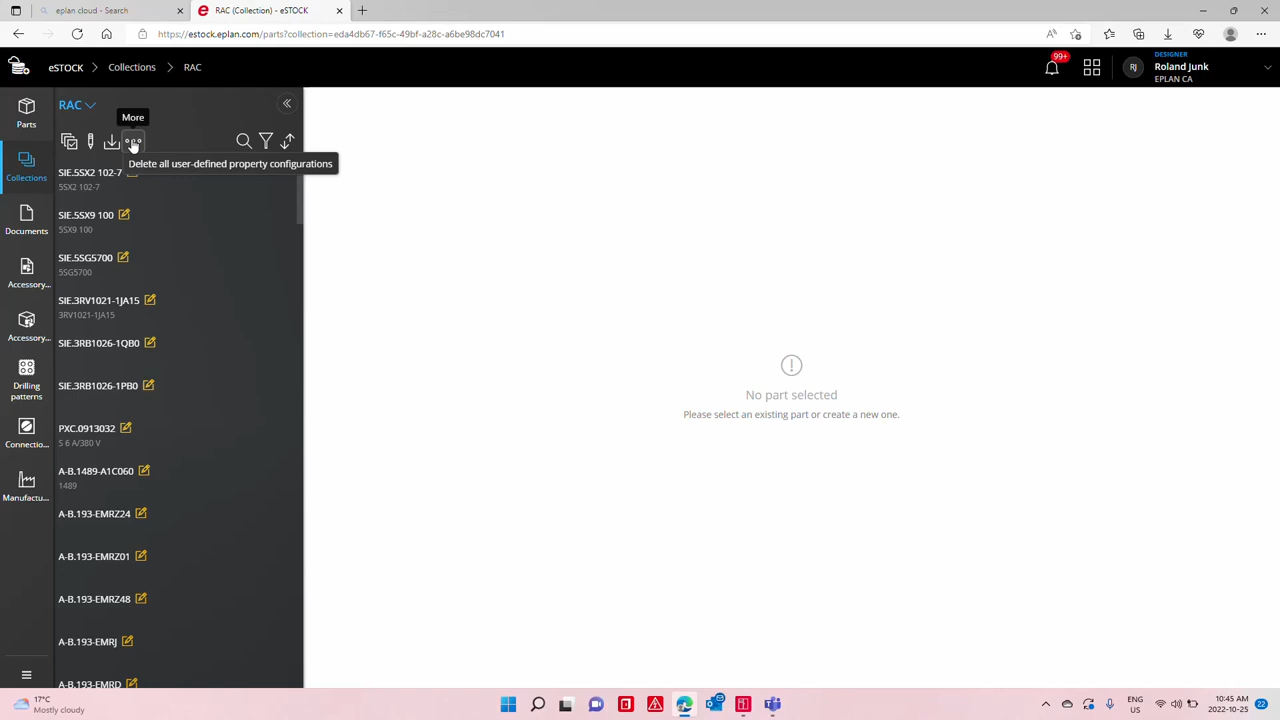 eplan cloud - Search
RAC (Collection) - eSTOCK
https://estock.eplan.com/parts?collection=eda4db67-f65c-49bf-a28c-a6be98dc7041
eSTOCK
Collections
RAC
99+
RJ
DESIGNER
Roland Junk
EPLAN CA
Parts
Collections
Documents
Accessory...
Accessory...
Drilling
patterns
Connectio...
Manufactu...
RAC
More
Delete all user-defined property configurations
SIE.5SX2 102-7
5SX2 102-7
SIE.5SX9 100
5SX9 100
SIE.5SG5700
5SG5700
SIE.3RV1021-1JA15
3RV1021-1JA15
SIE.3RB1026-1QB0
SIE.3RB1026-1PB0
PXC.0913032
S 6 A/380 V
A-B.1489-A1C060
1489
A-B.193-EMRZ24
A-B.193-EMRZ01
A-B.193-EMRZ48
A-B.193-EMRJ
A-B.193-EMRD
No part selected
Please select an existing part or create a new one.
17°C
Mostly cloudy
ENG
US
10:45 AM
2022-10-25
22